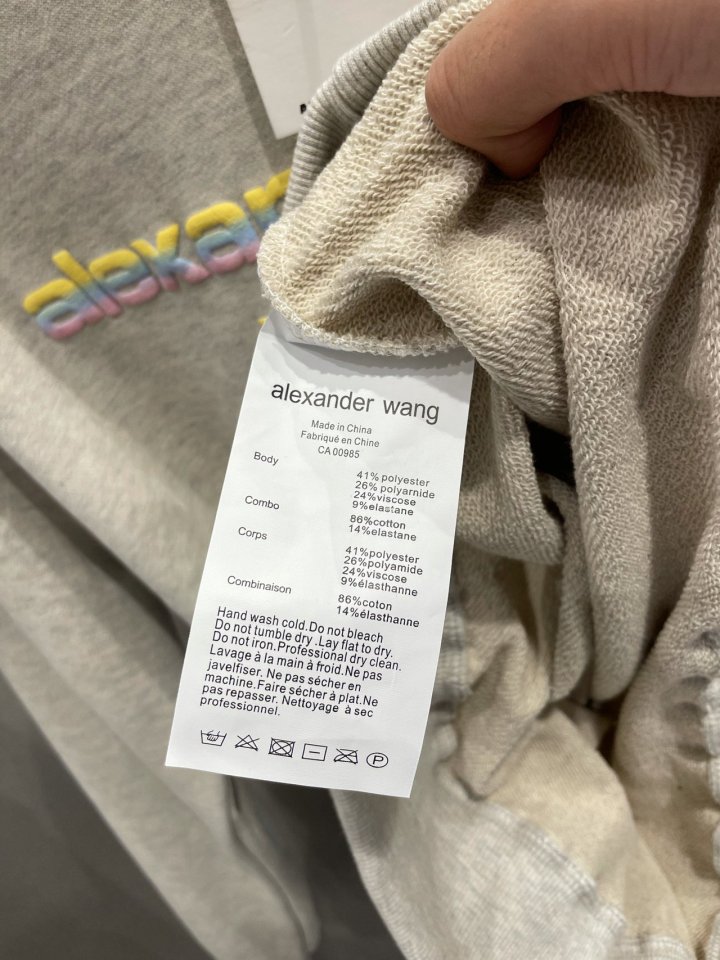 alexan
alexander wang
Made in China
Fabriqué en Chine
CA 00985
Body
41% polyester
26% polyarnide
24%viscose
9%elastane
Combo
86%cotton
14%elastane
Corps
41%polyester
26%polyamide
24%viscose
9%élasthanne
Combinaison
86%coton
14%élasthanne
Hand wash cold.Do not bleach
Do not tumble dry .Lay flat to dry.
Do not iron.Professional dry clean.
Lavage à la main à froid.Ne pas
javelfiser. Ne pas sécher en
machine.Faire sécher à plat.Ne
pas repasser. Nettoyage à sec
professionnel.
P